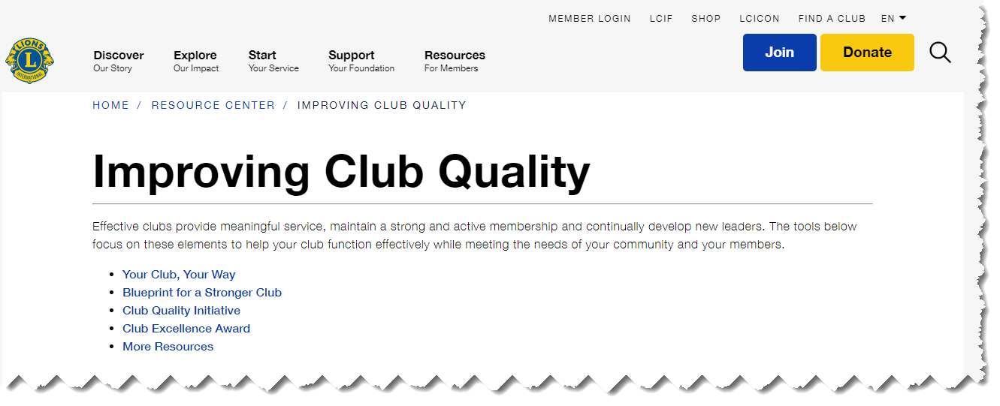 MEMBER LOGIN LCIF SHOP LCICON FIND A CLUB EN
LIONS
L
INTERNATIONAL
Discover Explore Start Support Resources
Our Story Our Impact Your Service Your Foundation For Members
Join Donate
HOME / RESOURCE CENTER / IMPROVING CLUB QUALITY
Improving Club Quality
Effective clubs provide meaningful service, maintain a strong and active membership and continually develop new leaders. The tools below
focus on these elements to help your club function effectively while meeting the needs of your community and your members.
• Your Club, Your Way
• Blueprint for a Stronger Club
• Club Quality Initiative
• Club Excellence Award
• More Resources